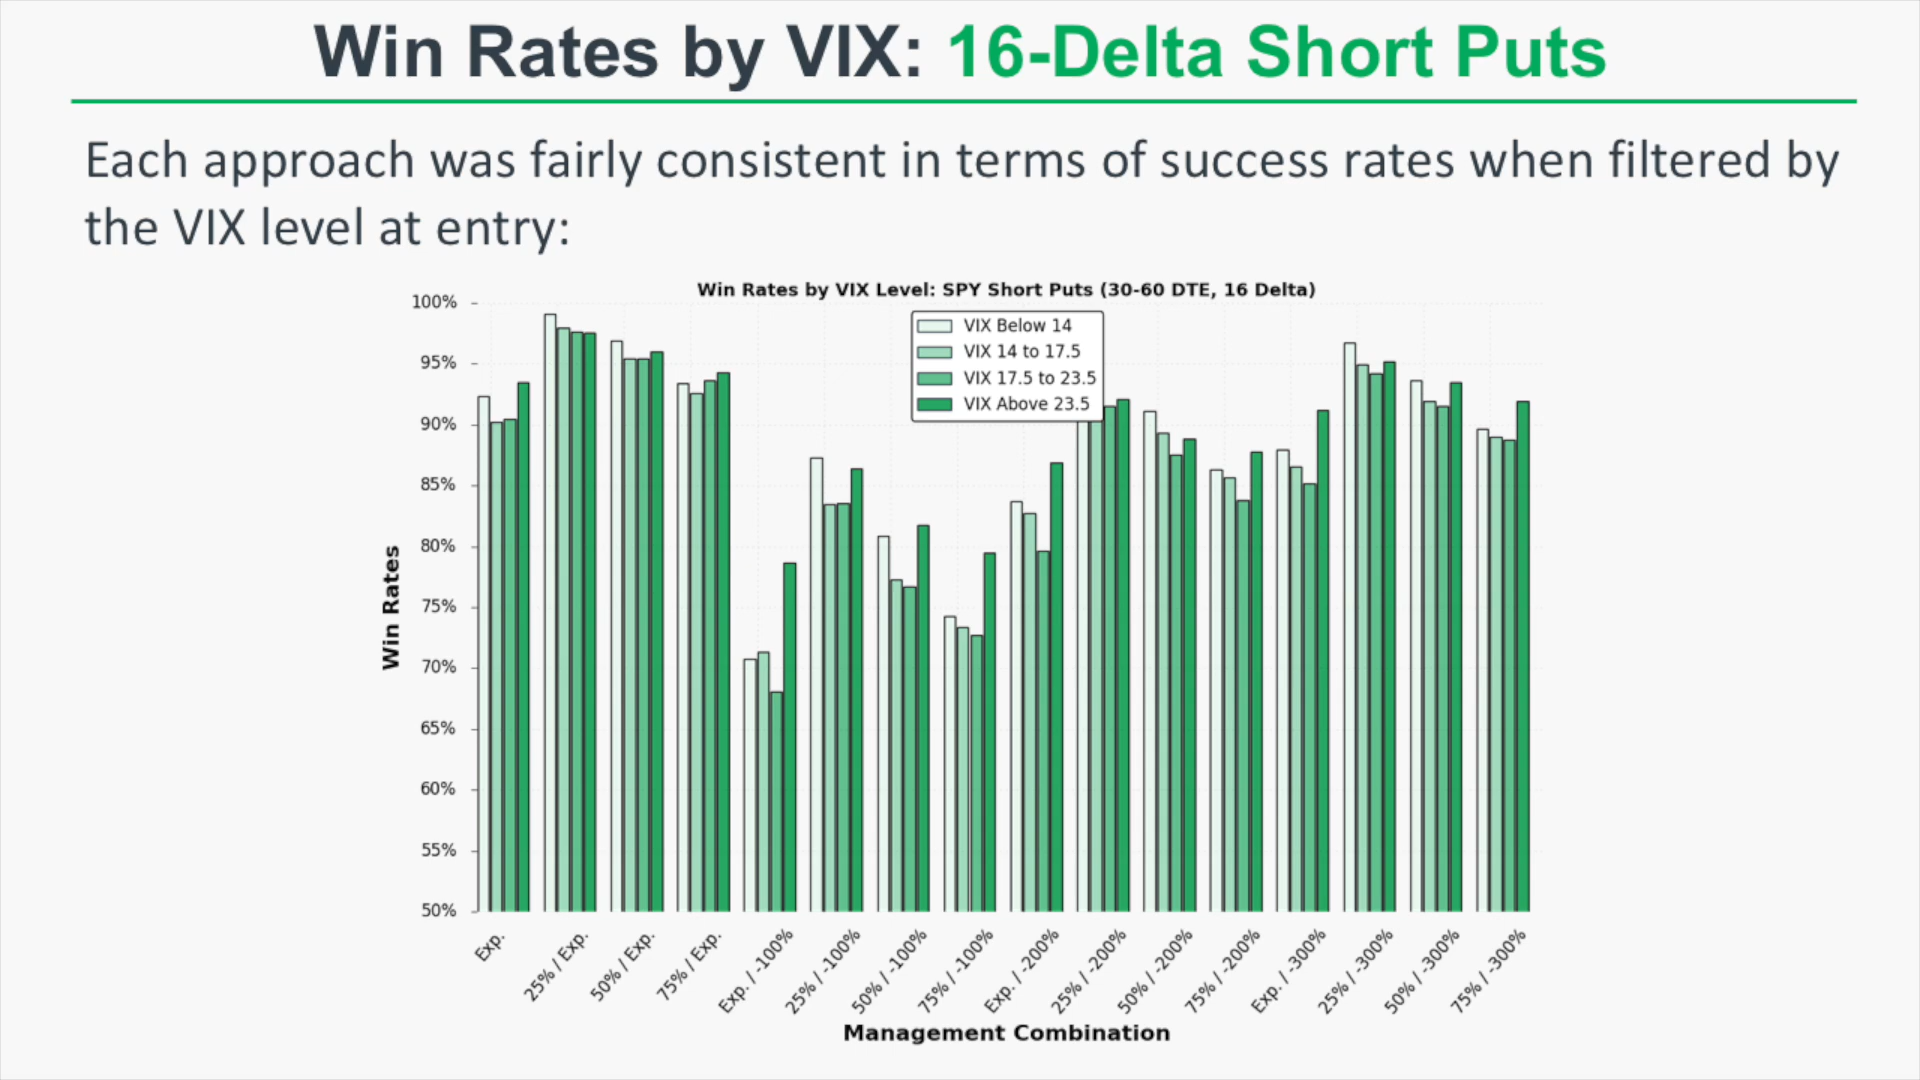 Win Rates by VIX: 16-Delta Short Puts
Each approach was fairly consistent in terms of success rates when filtered by
the VIX level at entry:
Win Rates by VIX Level: SPY Short Puts (30-60 DTE, 16 Delta)
VIX Below 14
VIX 14 to 17.5
VIX 17.5 to 23.5
VIX Above 23.5
Win Rates
100%
95%
90%
85%
80%
75%
70%
65%
60%
55%
50%
Exp.
25% / Exp.
50% / Exp.
75% / Exp.
Exp. / -100%
25% / -100%
50% / -100%
75% / -100%
Exp. / -200%
25% / -200%
50% / -200%
75% / -200%
Exp. / -300%
25% / -300%
50% / -300%
75% / -300%
Management Combination